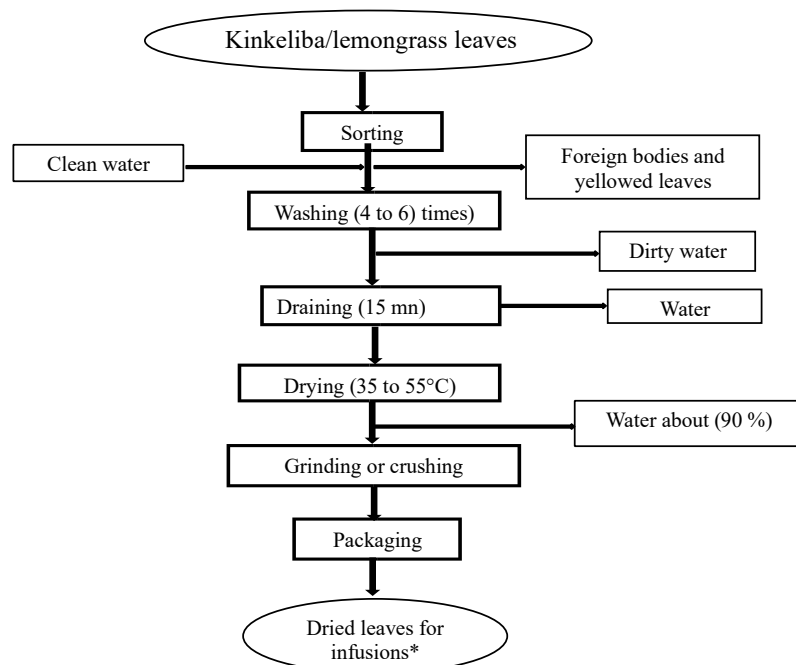 Kinkeliba/lemongrass leaves
Sorting
Clean water
Foreign bodies and
yellowed leaves
Washing (4 to 6) times)
Dirty water
Draining (15 mn)
Water
Drying (35 to 55°C)
Water about (90 %)
Grinding or crushing
Packaging
Dried leaves for
infusions*